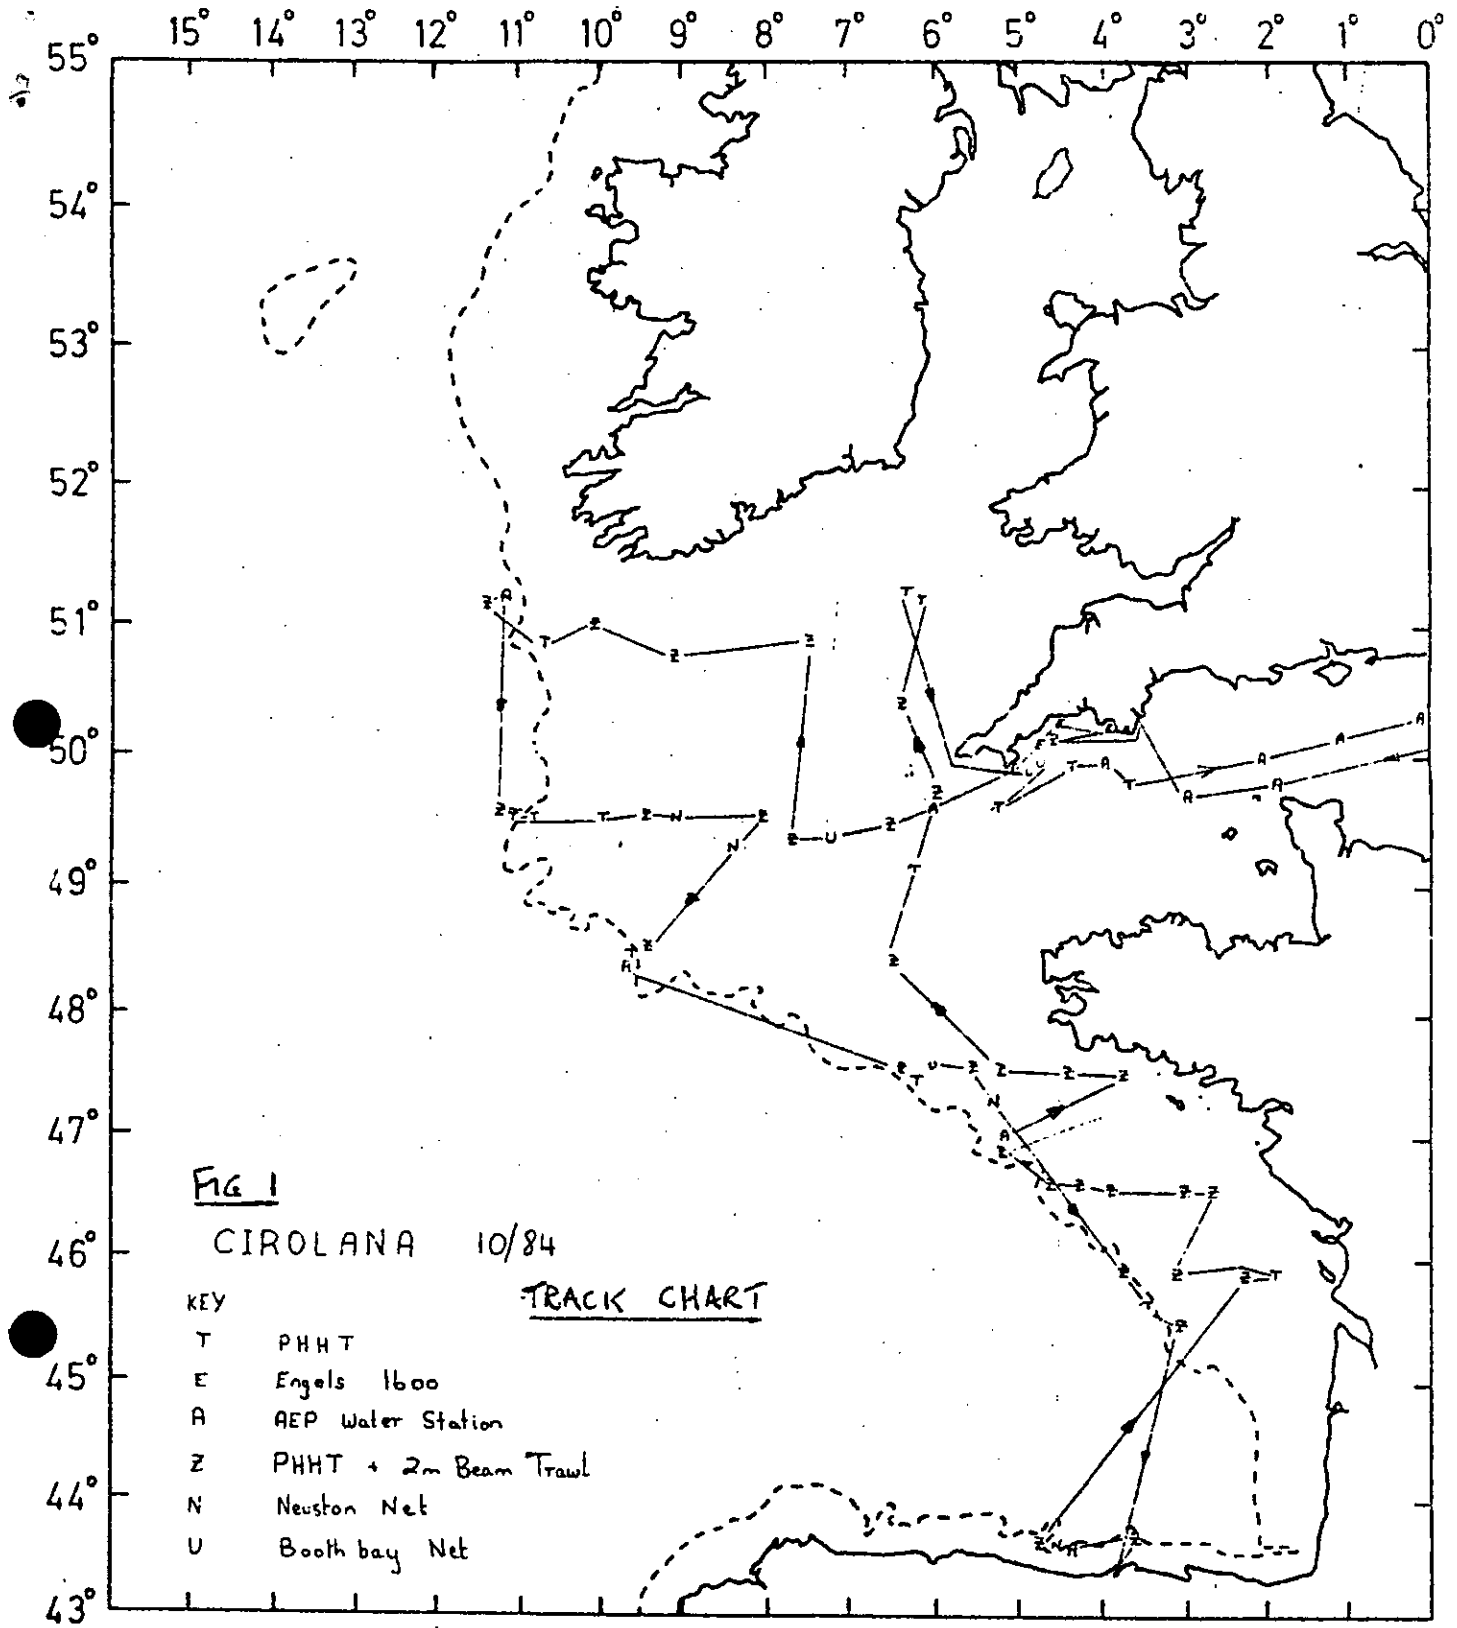 15° 14° 13° 12° 11° 10° 9° 8° 7° 6° 5° 4° 3° 2° 1° 0°
55°
54°
53°
52°
51°
50°
49°
48°
47°
46°
45°
44°
43°
FIG 1
CIROLANA 10/84
TRACK CHART
KEY
T PHHT
E Engels 1600
A AEP Water Station
Z PHHT + 2m Beam Trawl
N Neuston Net
U Booth bay Net